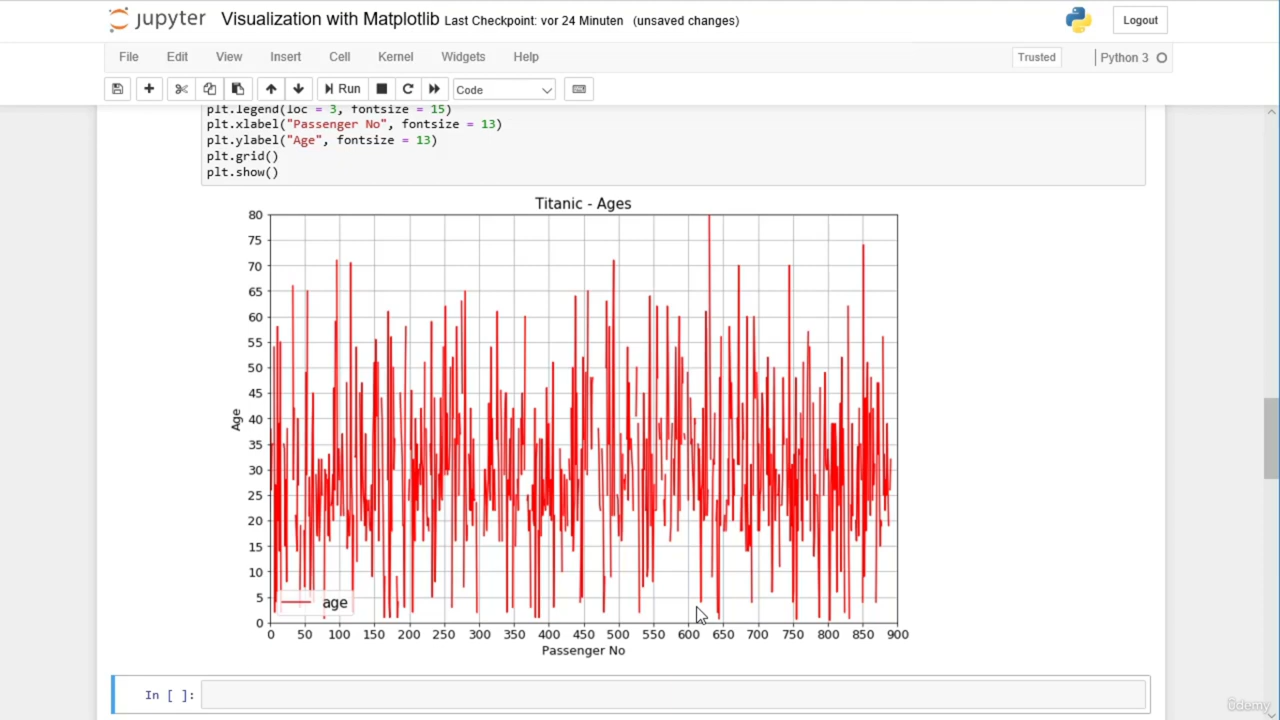 jupyter Visualization with Matplotlib Last Checkpoint: vor 24 Minuten (unsaved changes) Logout
File Edit View Insert Cell Kernel Widgets Help Trusted Python 3
Run Code
plt.legend(loc = 3, fontsize = 15)
plt.xlabel("Passenger No", fontsize = 13)
plt.ylabel("Age", fontsize = 13)
plt.grid()
plt.show()
Titanic - Ages
80
75
70
65
60
55
50
45
40
35
30
25
20
15
10
5
0
Age
age
0 50 100 150 200 250 300 350 400 450 500 550 600 650 700 750 800 850 900
Passenger No
In [ ]:
ûdemy